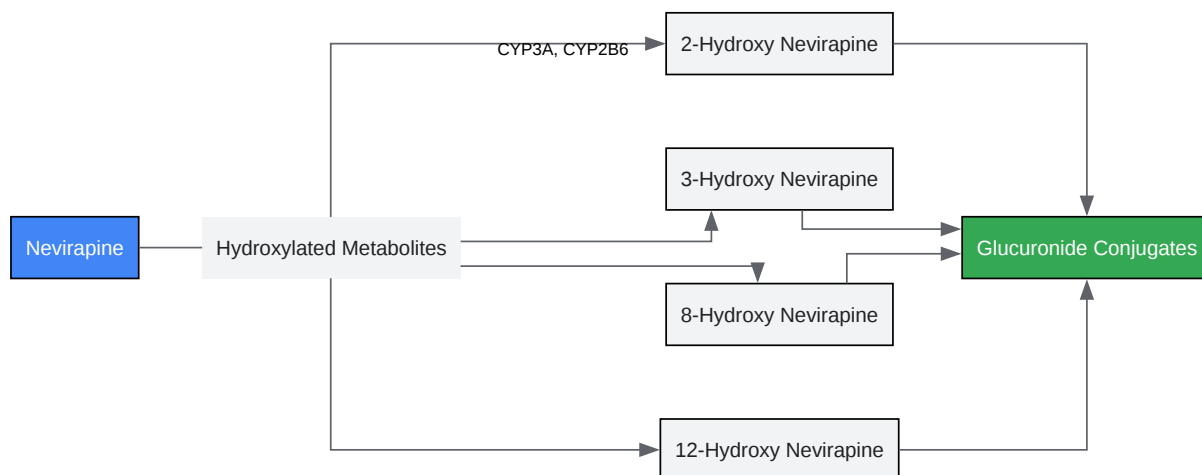 CYP3A, CYP2B6
2-Hydroxy Nevirapine
3-Hydroxy Nevirapine
Nevirapine
Hydroxylated Metabolites
Glucuronide Conjugates
8-Hydroxy Nevirapine
12-Hydroxy Nevirapine